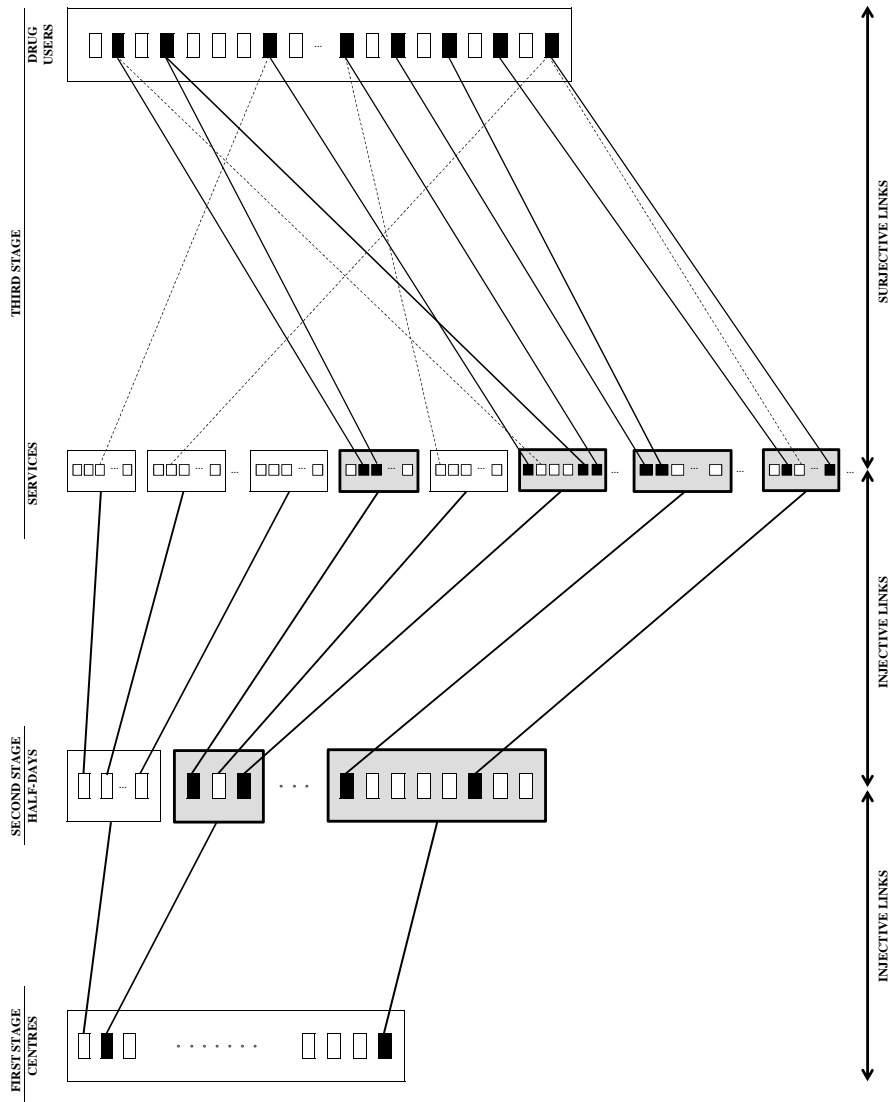 DRUG
USERS
THIRD STAGE
SERVICES
SECOND STAGE
HALF-DAYS
FIRST STAGE
CENTRES
SURJECTIVE LINKS
INJECTIVE LINKS
INJECTIVE LINKS